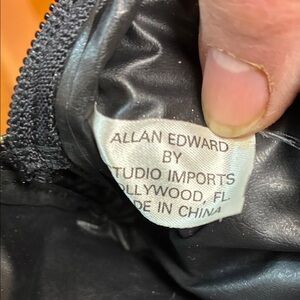 ALLAN EDWARD
BY
TUDIO IMPORTS
OLLYWOOD, FL
DE IN CHINA